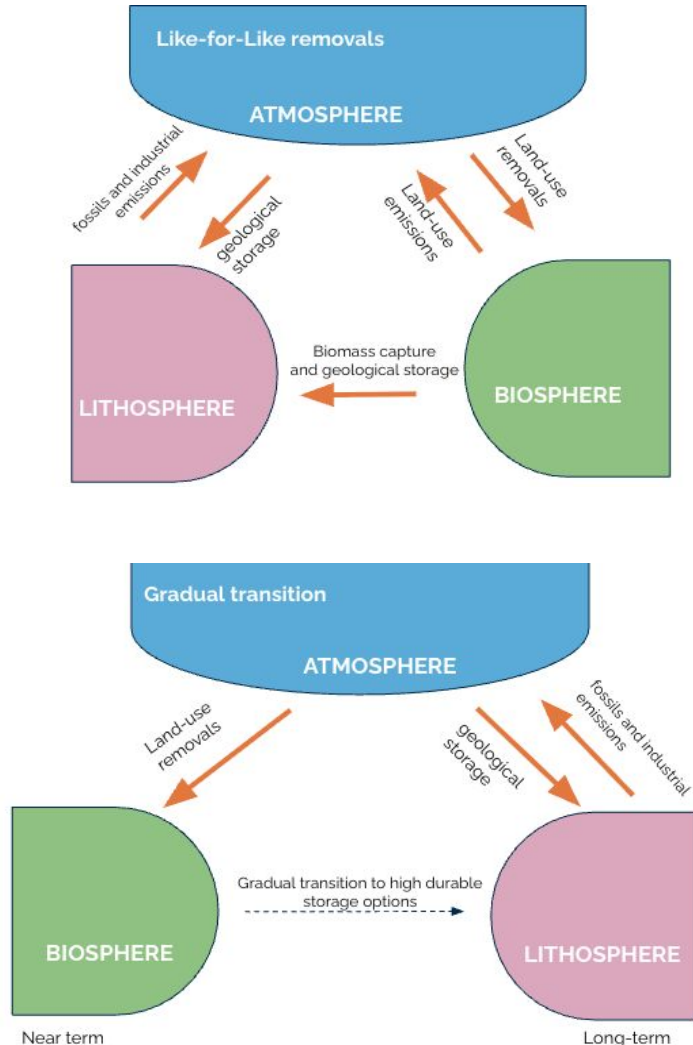 Like-for-Like removals
ATMOSPHERE
fossils and industrial
emissions
geological
storage
Land-use
emissions
Land-use
removals
Biomass capture
and geological storage
LITHOSPHERE
BIOSPHERE
Gradual transition
ATMOSPHERE
Land-use
removals
geological
storage
fossils and industrial
emissions
Gradual transition to high durable
storage options
BIOSPHERE
LITHOSPHERE
Near term
Long-term